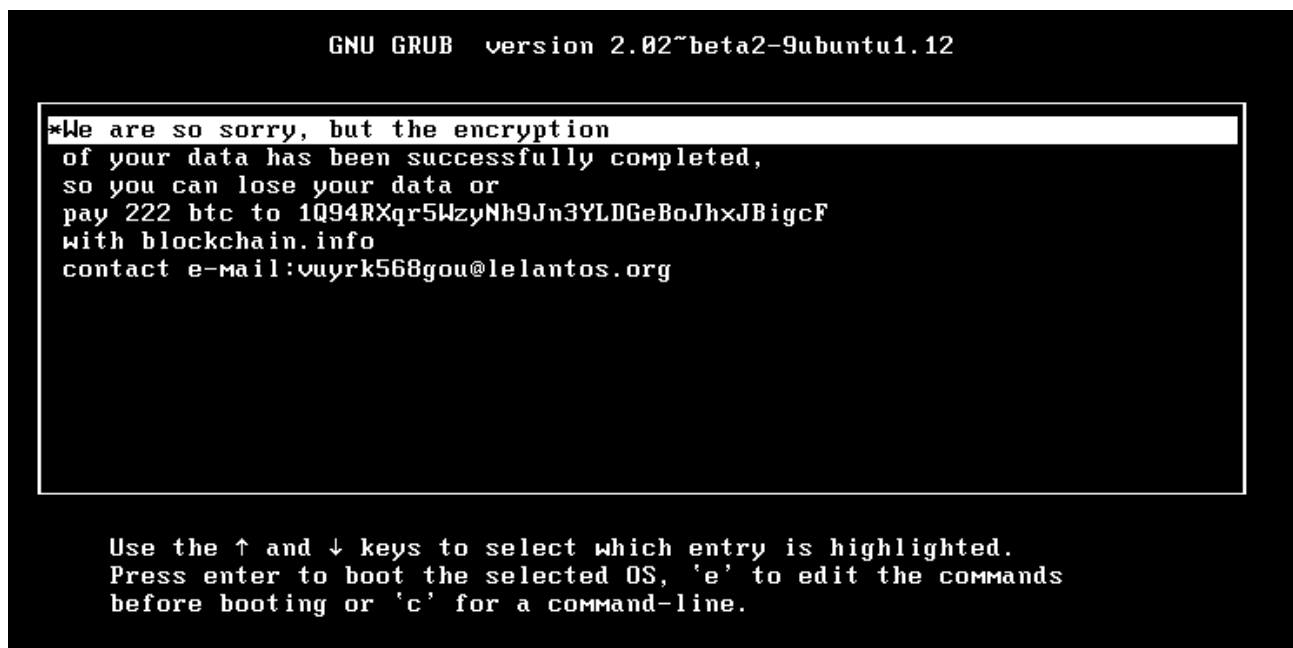 GNU GRUB  version 2.02~beta2-9ubuntu1.12
*We are so sorry, but the encryption
of your data has been successfully completed,
so you can lose your data or
pay 222 btc to 1Q94RXqr5WzyNh9Jn3YLDGeBoJhxJBigcF
with blockchain.info
contact e-mail:vuyrk568gou@lelantos.org
Use the ↑ and ↓ keys to select which entry is highlighted.
Press enter to boot the selected OS, `e' to edit the commands
before booting or `c' for a command-line.